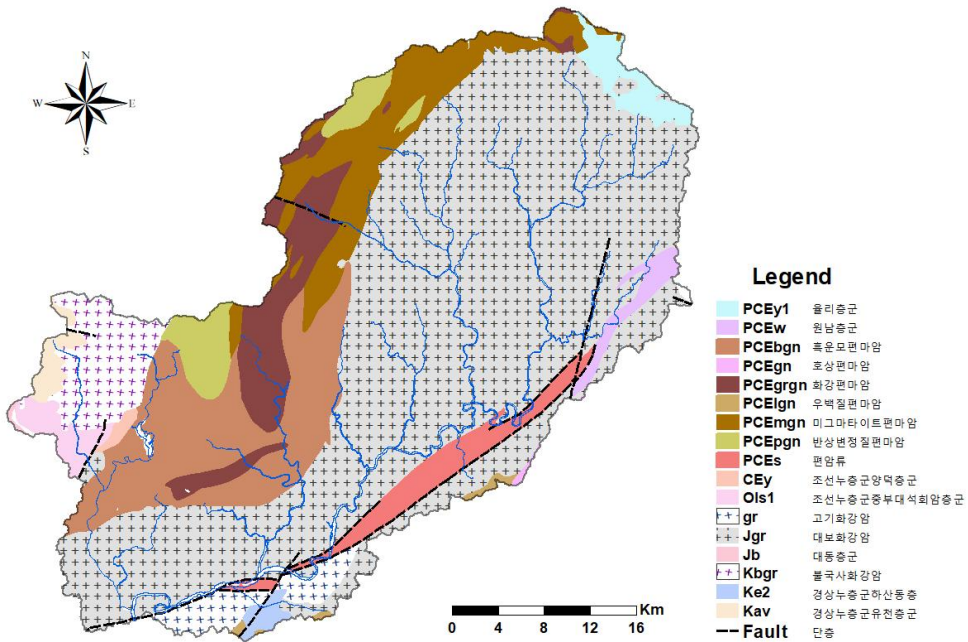 N
W E
S
Legend
PCEy1 율리층군
PCEw 원남층군
PCEbgn 흑운모편마암
PCEgn 호상편마암
PCEgrgn 화강편마암
PCElgn 우백질편마암
PCEmgn 미그마타이트편마암
PCEpgn 반상변정질편마암
PCEs 편암류
CEy 조선누층군양덕층군
Ols1 조선누층군중부대석회암층군
gr 고기화강암
Jgr 대보화강암
Jb 대동층군
Kbgr 불국사화강암
Ke2 경상누층군하산동층
Kav 경상누층군유천층군
Fault 단층
Km
0 4 8 12 16